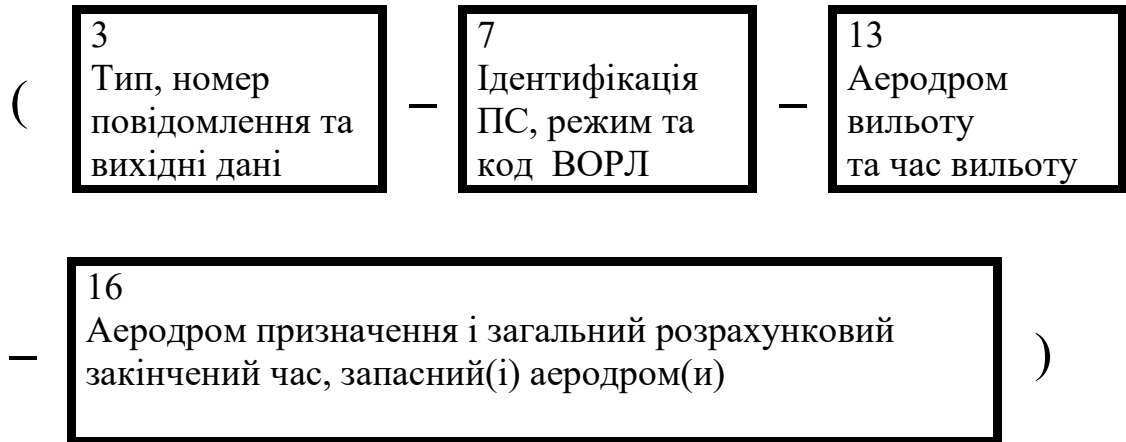 3
Тип, номер
повідомлення та
вихідні дані
7
Ідентифікація
ПС, режим та
код ВОРЛ
13
Аеродром
вильоту
та час вильоту
( – –
16
Аеродром призначення і загальний розрахунковий
закінчений час, запасний(і) аеродром(и)
– )